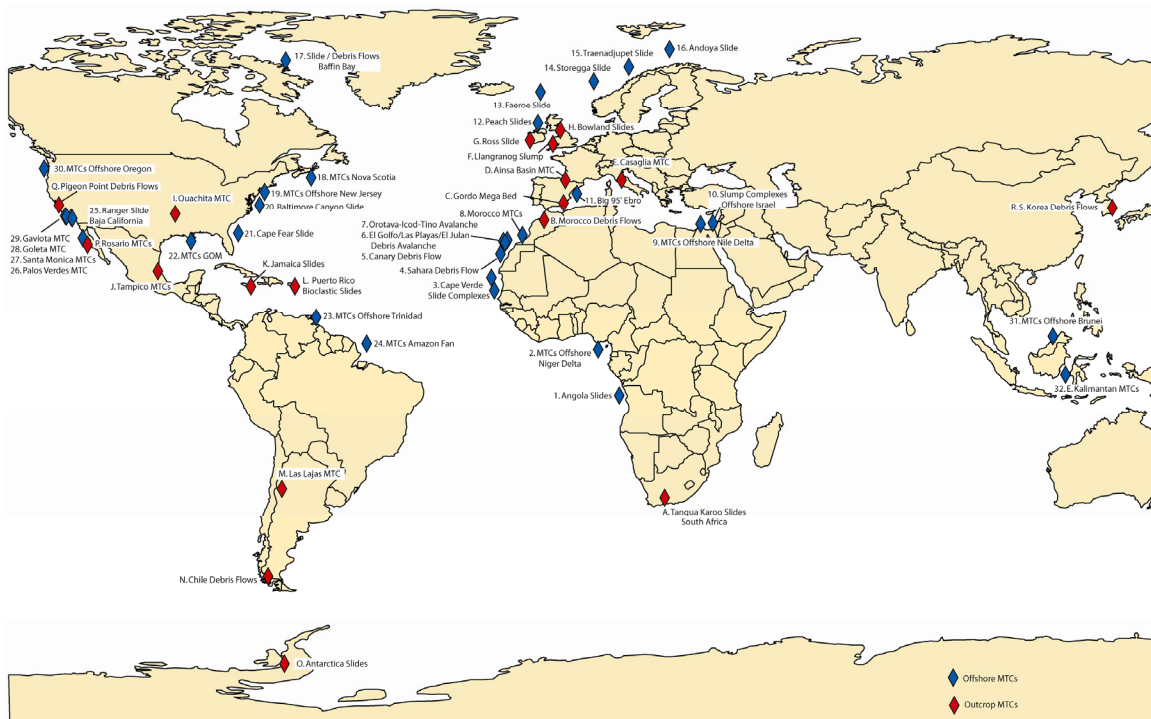 17. Slide / Debris Flows
Baffin Bay
16. Andoya Slide
15. Traenadjupet Slide
14. Storegga Slide
13. Faeroe Slide
12. Peach Slides
H. Bowland Slides
G. Ross Slide
F. Llangranog Slump
E. Casaglia MTC
D. Ainsa Basin MTC
C. Gordo Mega Bed
11. Big 95' Ebro
10. Slump Complexes
Offshore Israel
R. S. Korea Debris Flows
30. MTCs Offshore Oregon
Q. Pigeon Point Debris Flows
I. Ouachita MTC
18. MTCs Nova Scotia
19. MTCs Offshore New Jersey
20. Baltimore Canyon Slide
25. Ranger Slide
Baja California
21. Cape Fear Slide
29. Gaviota MTC
28. Goleta MTC
27. Santa Monica MTCs
26. Palos Verdes MTC
P. Rosario MTCs
22. MTCs GOM
8. Morocco MTCs
B. Morocco Debris Flows
7. Orotava-Icod-Tino Avalanche
6. El Golfo/Las Playas/El Julan
Debris Avalanche
5. Canary Debris Flow
9. MTCs Offshore Nile Delta
4. Sahara Debris Flow
3. Cape Verde
Slide Complexes
K. Jamaica Slides
J. Tampico MTCs
L. Puerto Rico
Bioclastic Slides
23. MTCs Offshore Trinidad
24. MTCs Amazon Fan
2. MTCs Offshore
Niger Delta
31. MTCs Offshore Brunei
32. E. Kalimantan MTCs
1. Angola Slides
M. Las Lajas MTC
A. Tanqua Karoo Slides
South Africa
N. Chile Debris Flows
O. Antarctica Slides
Offshore MTCs
Outcrop MTCs